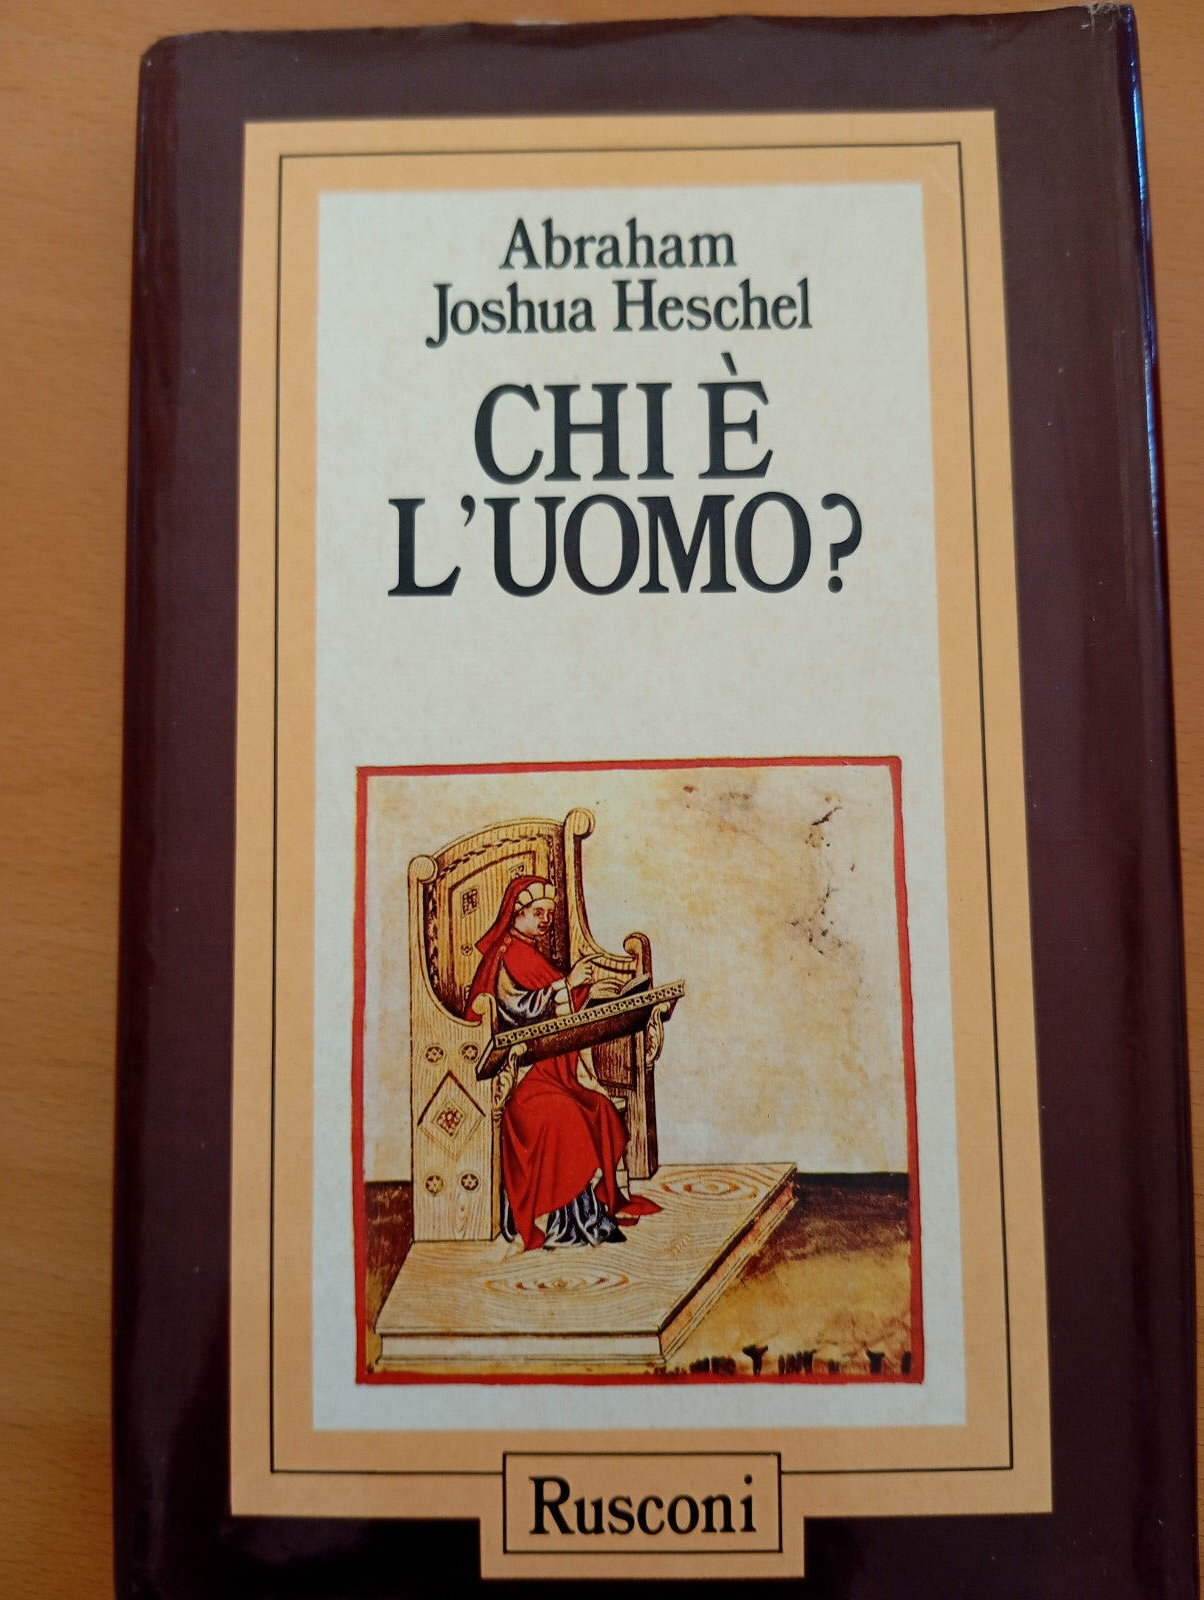 Abraham
Joshua Heschel
CHI È
L'UOMO?
Rusconi